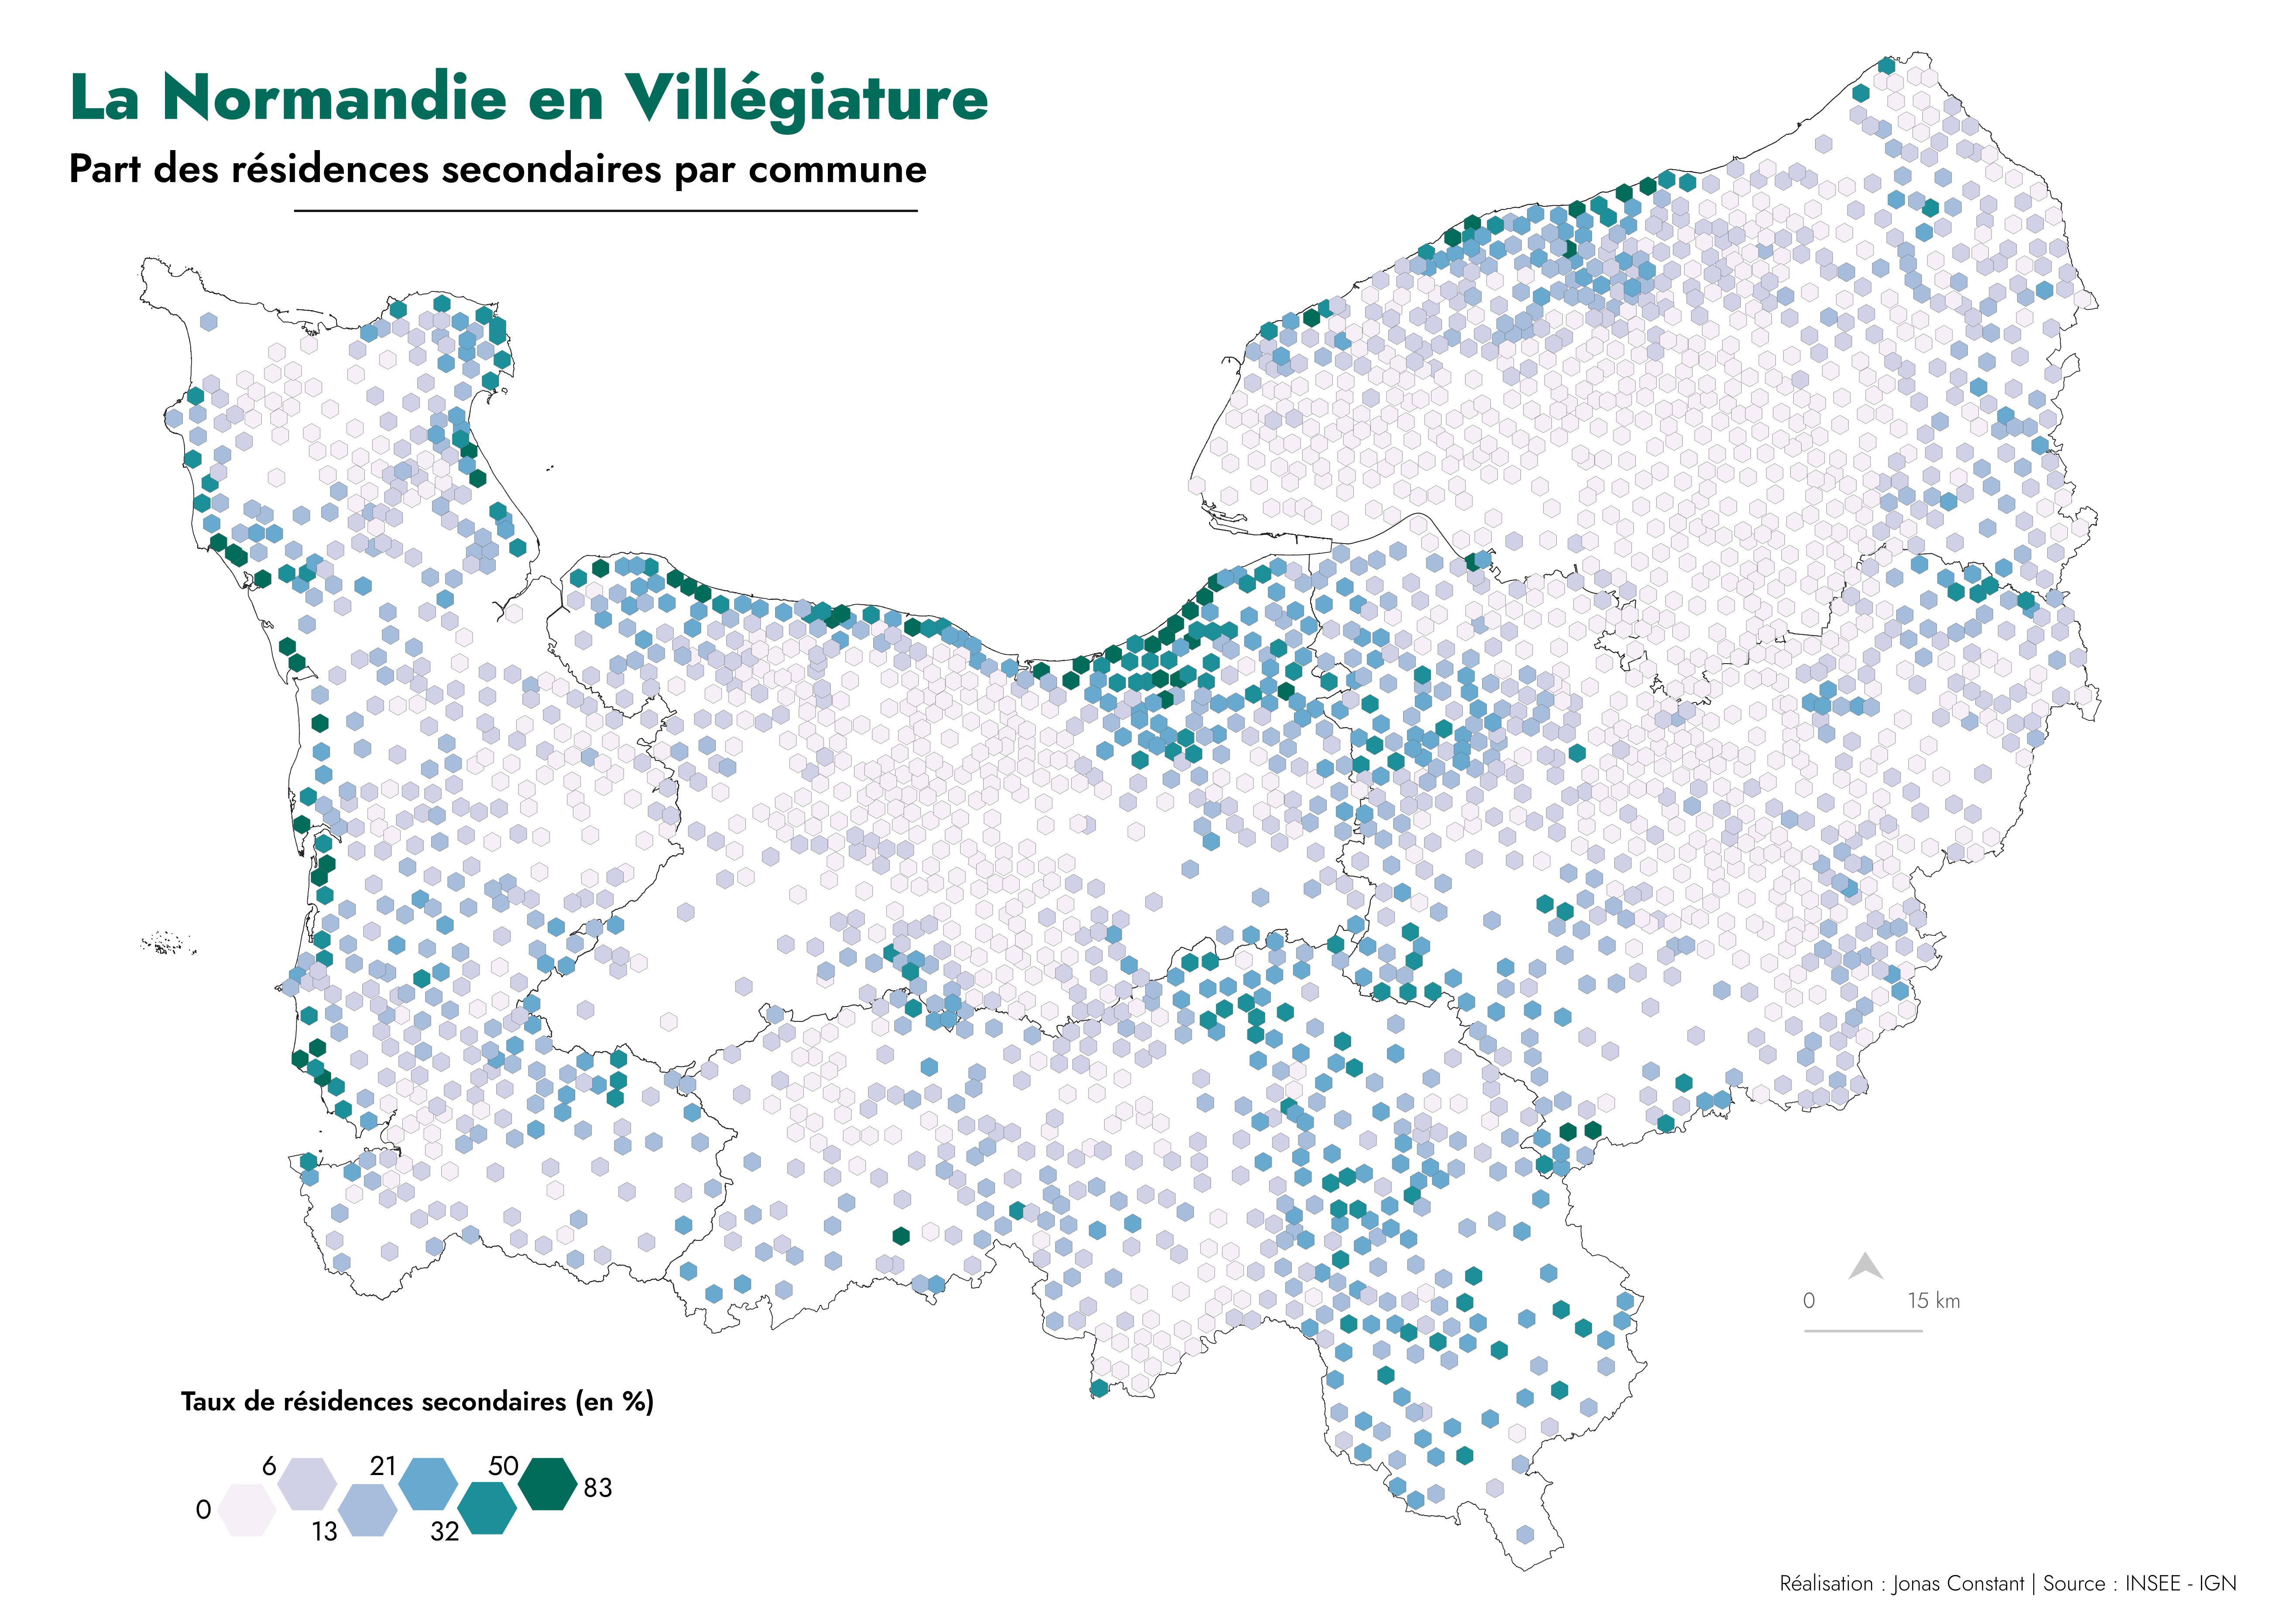 La Normandie en Villégiature
Part des résidences secondaires par commune
0 15 km
Taux de résidences secondaires (en %)
6 21 50
0 83
13 32
Réalisation : Jonas Constant | Source : INSEE - IGN